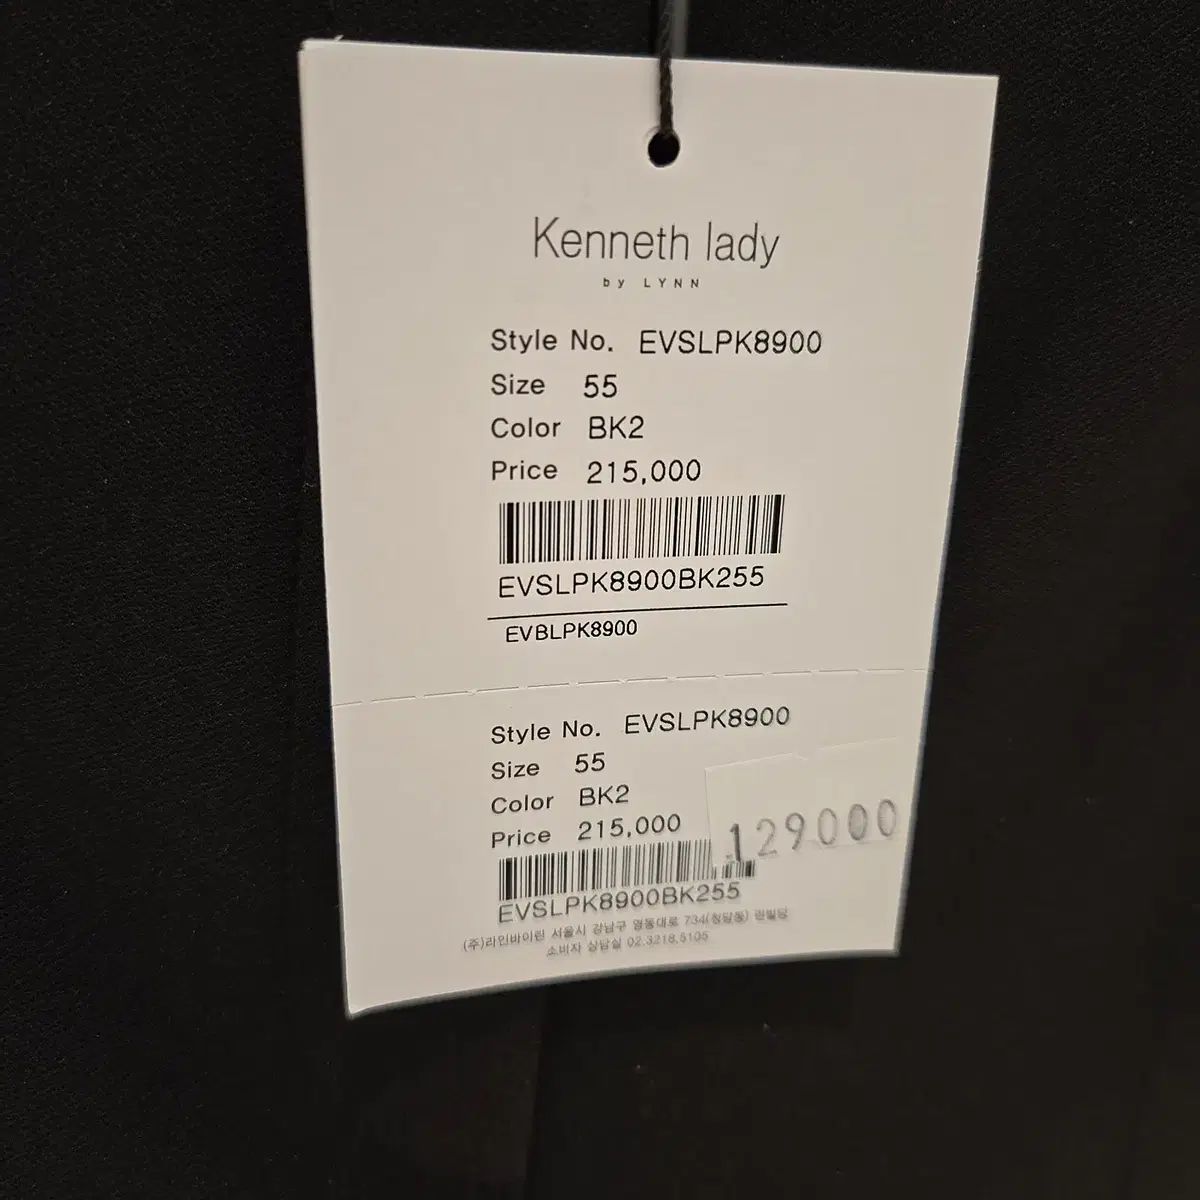 Kenneth lady
by LYNN
Style No. EVSLPK8900
Size 55
Color BK2
Price 215,000
EVSLPK8900BK255
EVBLPK8900
Style No. EVSLPK8900
Size 55
Color BK2
Price 215,000
129000
EVSLPK8900BK255
(주)라인바이린 서울시 강남구 영동대로 734(청담동) 린빌딩
소비자 상담실 02.3218.5105